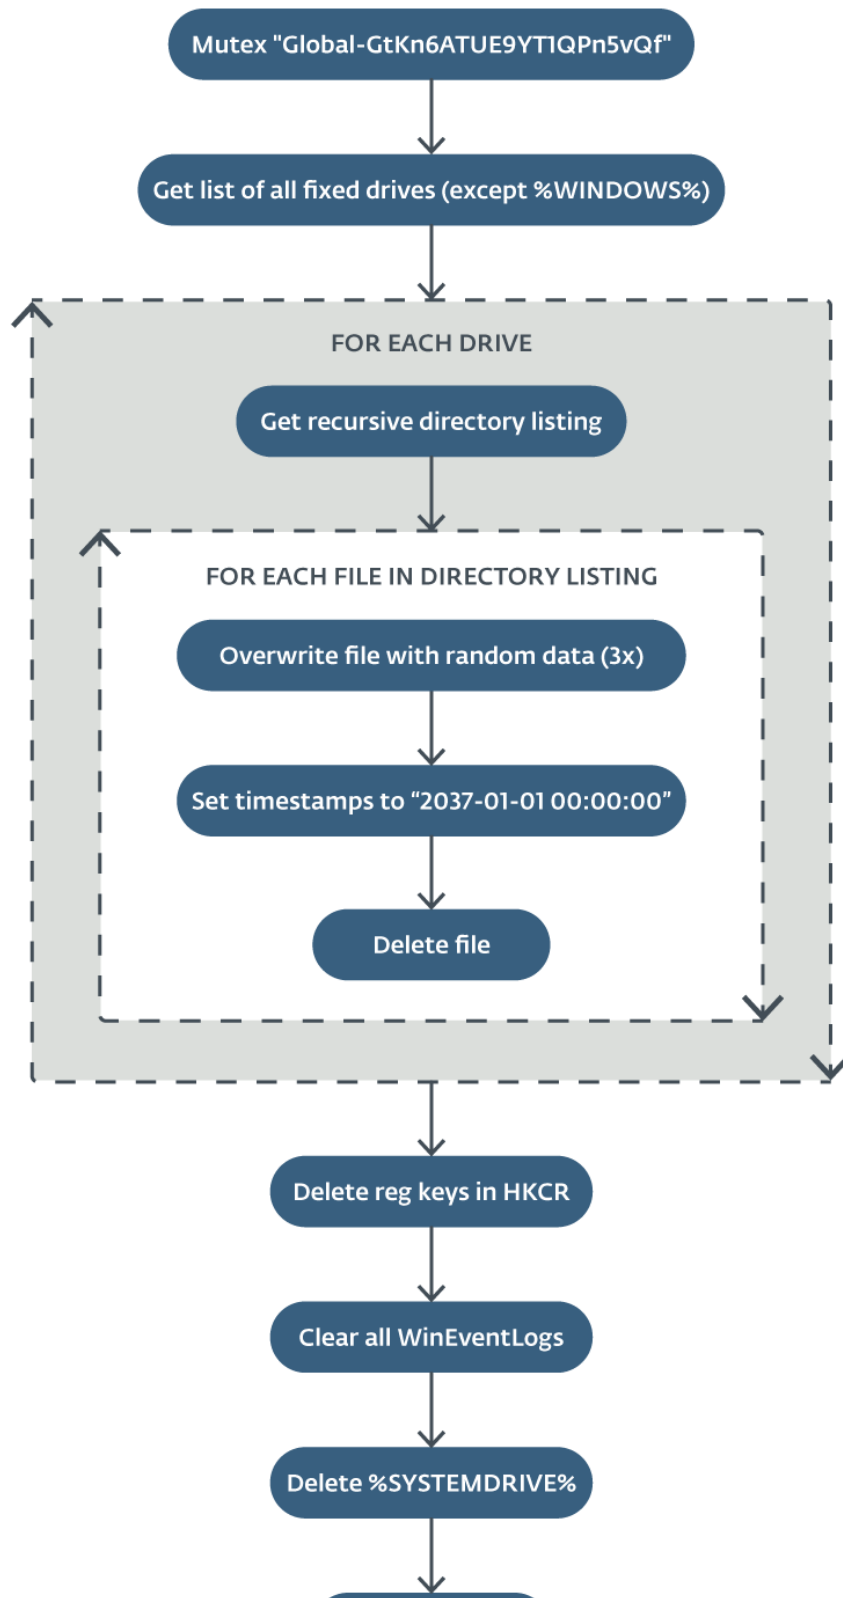 Mutex "Global-GtKn6ATUE9YT1QPn5vQf"
Get list of all fixed drives (except %WINDOWS%)
FOR EACH DRIVE
Get recursive directory listing
FOR EACH FILE IN DIRECTORY LISTING
Overwrite file with random data (3x)
Set timestamps to “2037-01-01 00:00:00”
Delete file
Delete reg keys in HKCR
Clear all WinEventLogs
Delete %SYSTEMDRIVE%